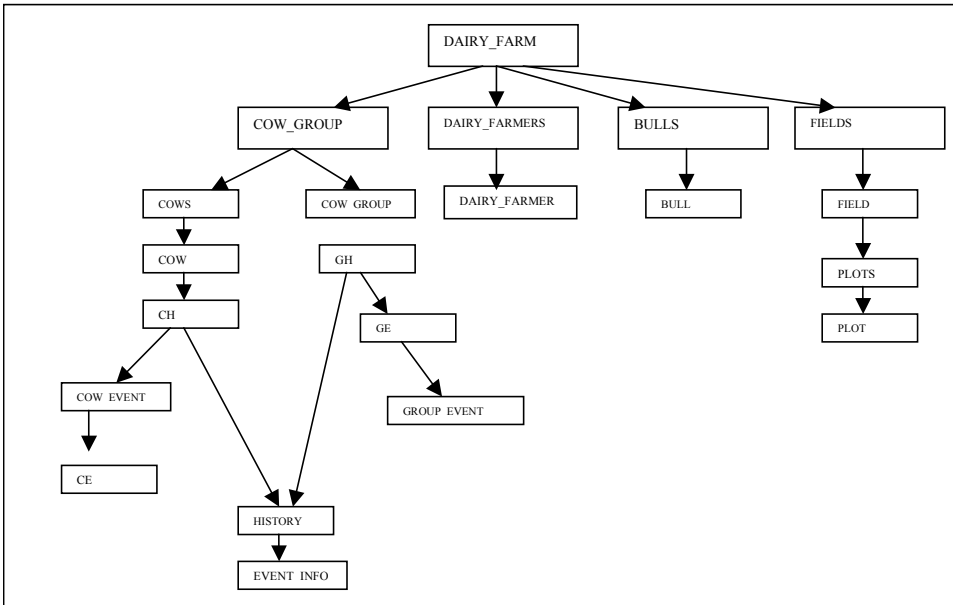 DAIRY_FARM
COW_GROUP
DAIRY_FARMERS
BULLS
FIELDS
COWS
COW GROUP
DAIRY_FARMER
BULL
FIELD
COW
GH
PLOTS
CH
GE
PLOT
COW EVENT
GROUP EVENT
CE
HISTORY
EVENT INFO